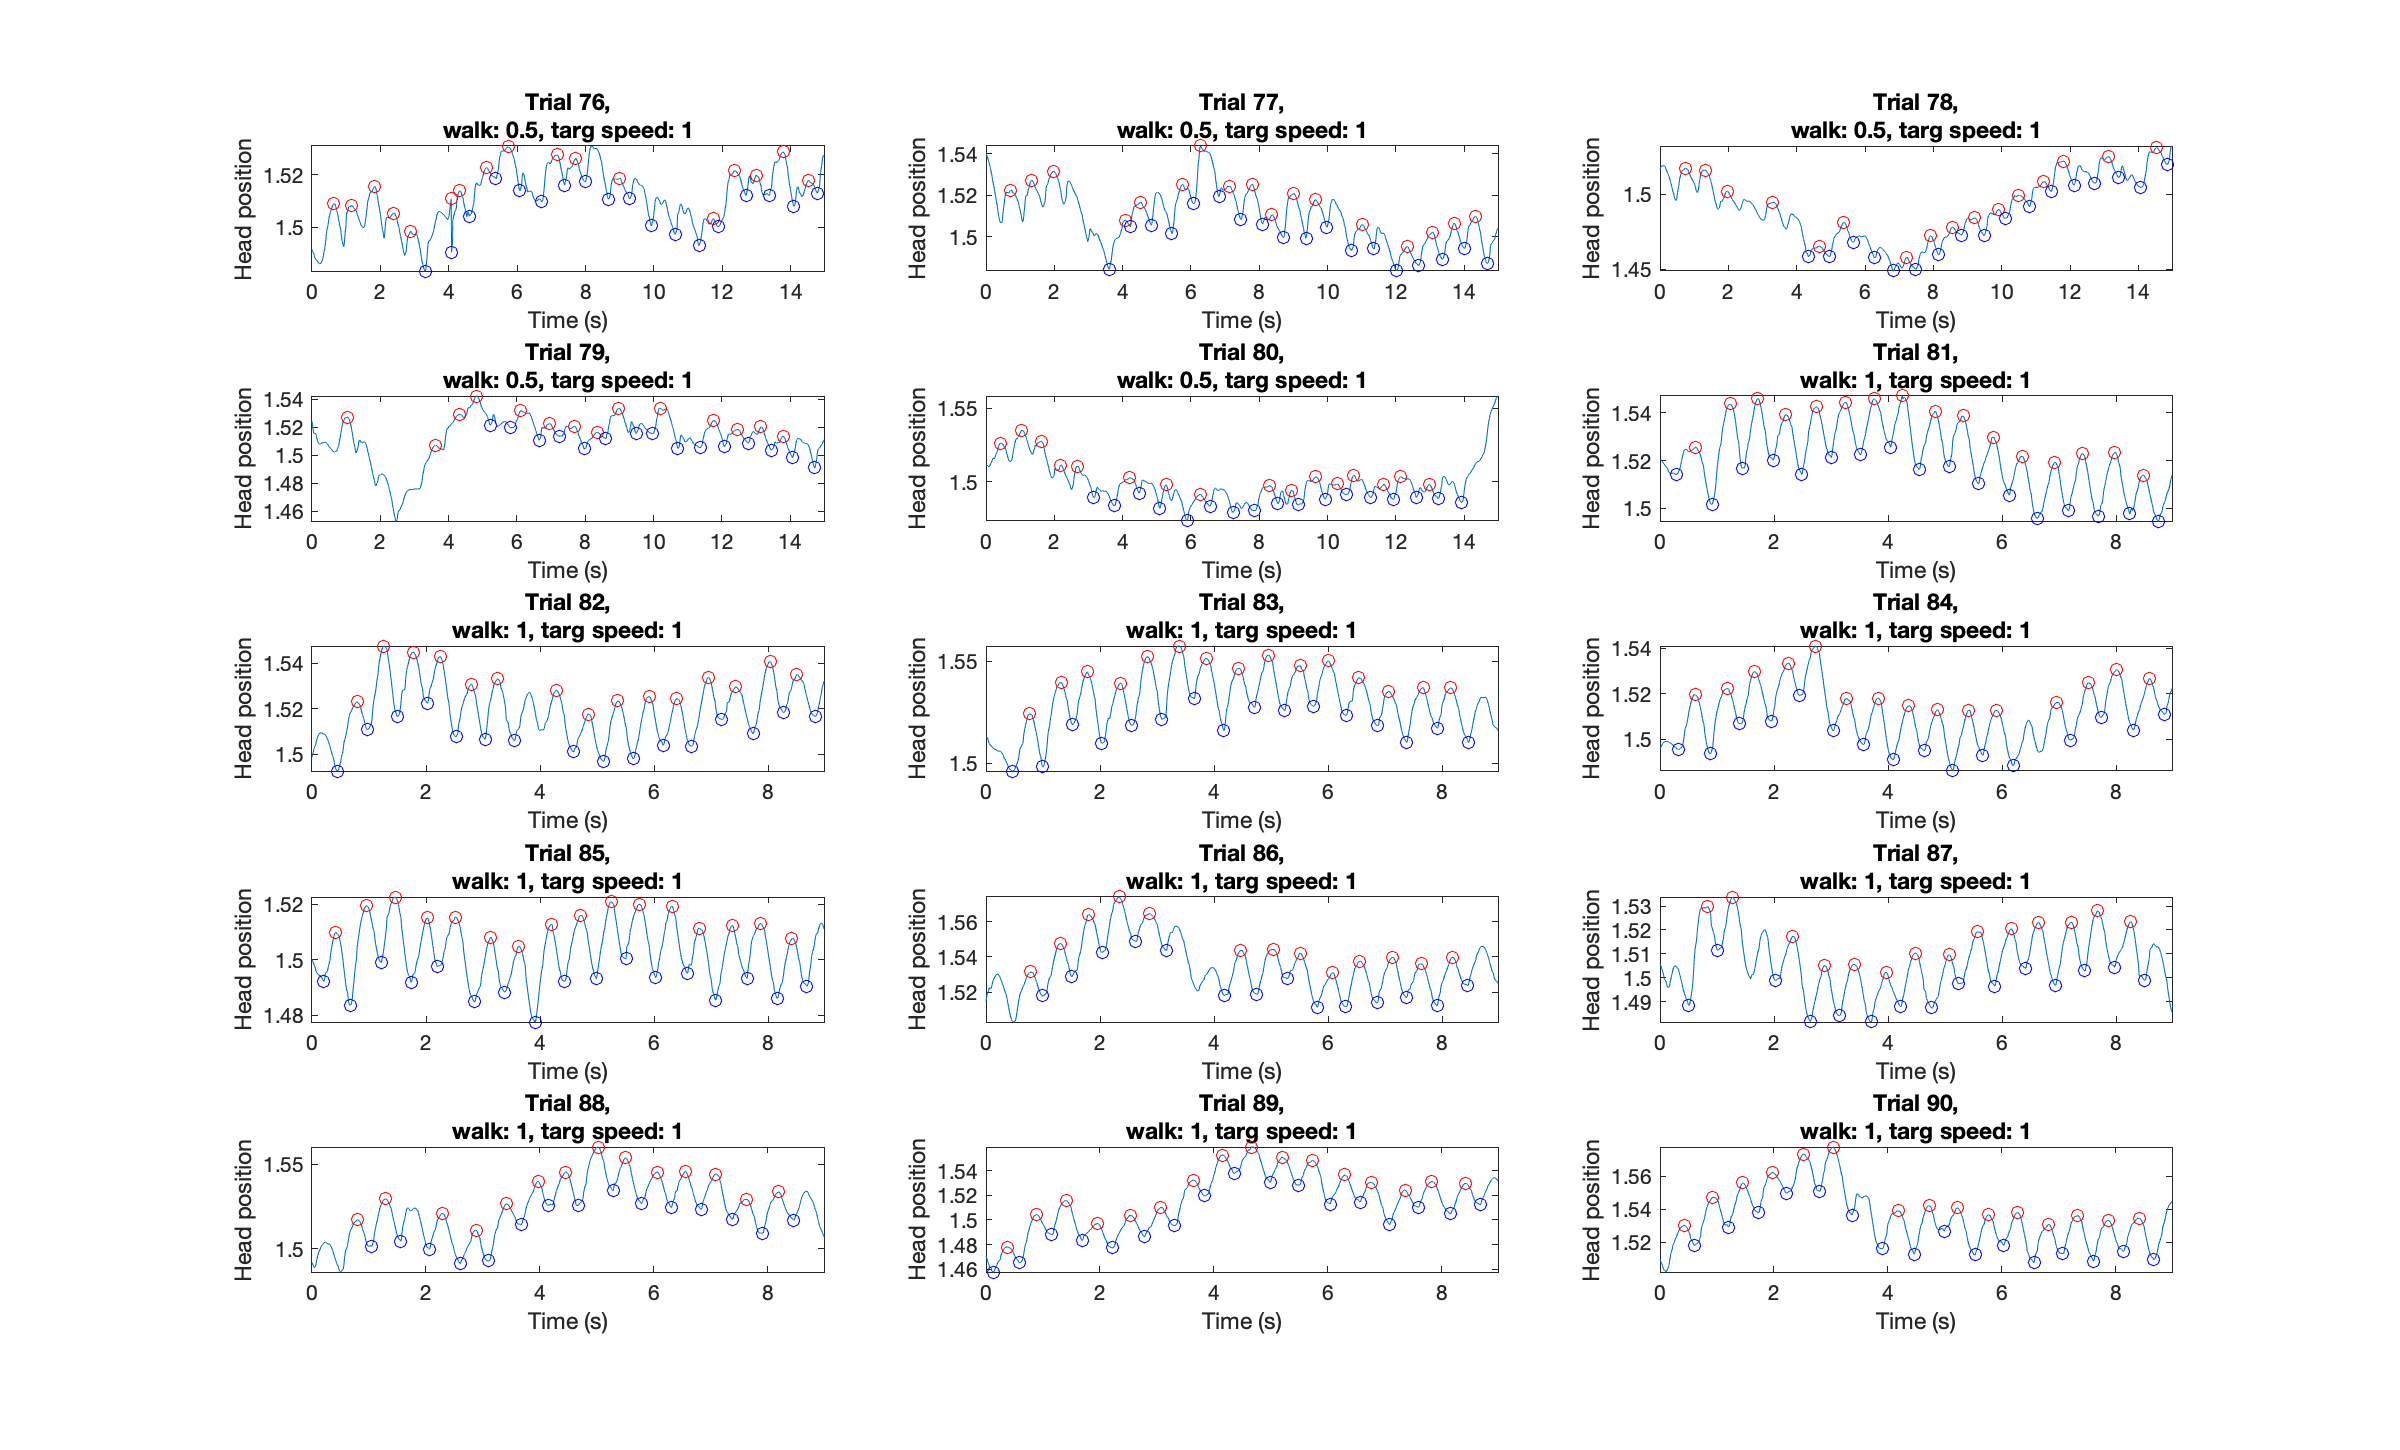 Trial 76,
walk: 0.5, targ speed: 1
Head position
1.52
1.5
0 2 4 6 8 10 12 14
Time (s)
Trial 77,
walk: 0.5, targ speed: 1
Head position
1.54
1.52
1.5
0 2 4 6 8 10 12 14
Time (s)
Trial 78,
walk: 0.5, targ speed: 1
Head position
1.5
1.45
0 2 4 6 8 10 12 14
Time (s)
Trial 79,
walk: 0.5, targ speed: 1
Head position
1.54
1.52
1.5
1.48
1.46
0 2 4 6 8 10 12 14
Time (s)
Trial 80,
walk: 0.5, targ speed: 1
Head position
1.55
1.5
0 2 4 6 8 10 12 14
Time (s)
Trial 81,
walk: 1, targ speed: 1
Head position
1.54
1.52
1.5
0 2 4 6 8
Time (s)
Trial 82,
walk: 1, targ speed: 1
Head position
1.54
1.52
1.5
0 2 4 6 8
Time (s)
Trial 83,
walk: 1, targ speed: 1
Head position
1.55
1.5
0 2 4 6 8
Time (s)
Trial 84,
walk: 1, targ speed: 1
Head position
1.54
1.52
1.5
0 2 4 6 8
Time (s)
Trial 85,
walk: 1, targ speed: 1
Head position
1.52
1.5
1.48
0 2 4 6 8
Time (s)
Trial 86,
walk: 1, targ speed: 1
Head position
1.56
1.54
1.52
0 2 4 6 8
Time (s)
Trial 87,
walk: 1, targ speed: 1
Head position
1.53
1.52
1.51
1.5
1.49
0 2 4 6 8
Time (s)
Trial 88,
walk: 1, targ speed: 1
Head position
1.55
1.5
0 2 4 6 8
Time (s)
Trial 89,
walk: 1, targ speed: 1
Head position
1.54
1.52
1.5
1.48
1.46
0 2 4 6 8
Time (s)
Trial 90,
walk: 1, targ speed: 1
Head position
1.56
1.54
1.52
0 2 4 6 8
Time (s)